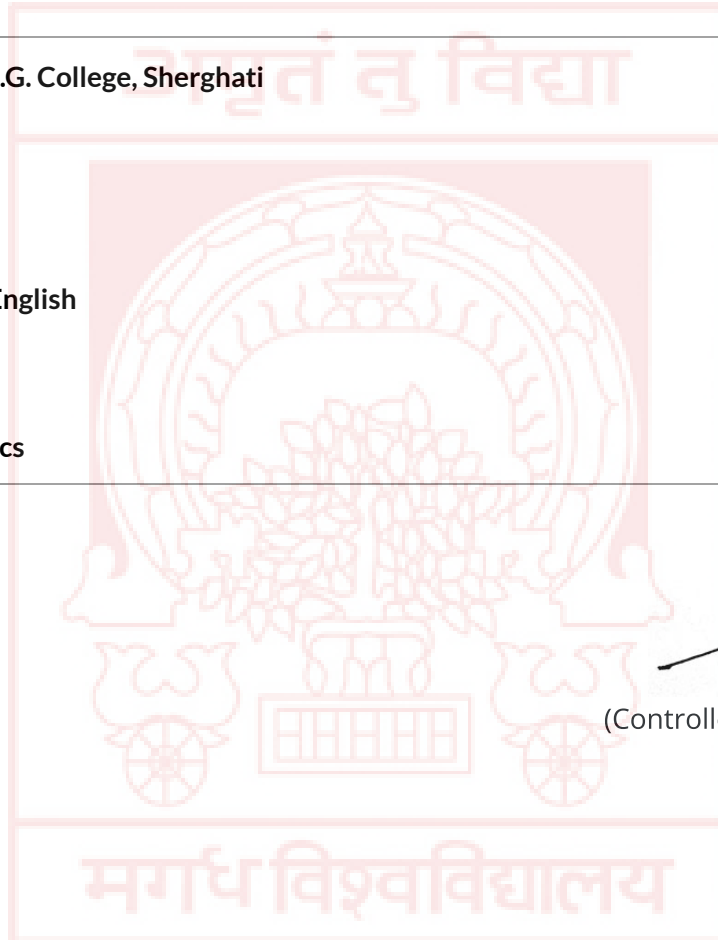 अमृतं तु विद्या
.G. College, Sherghati
English
cs
(Controll
मगध विश्वविद्यालय